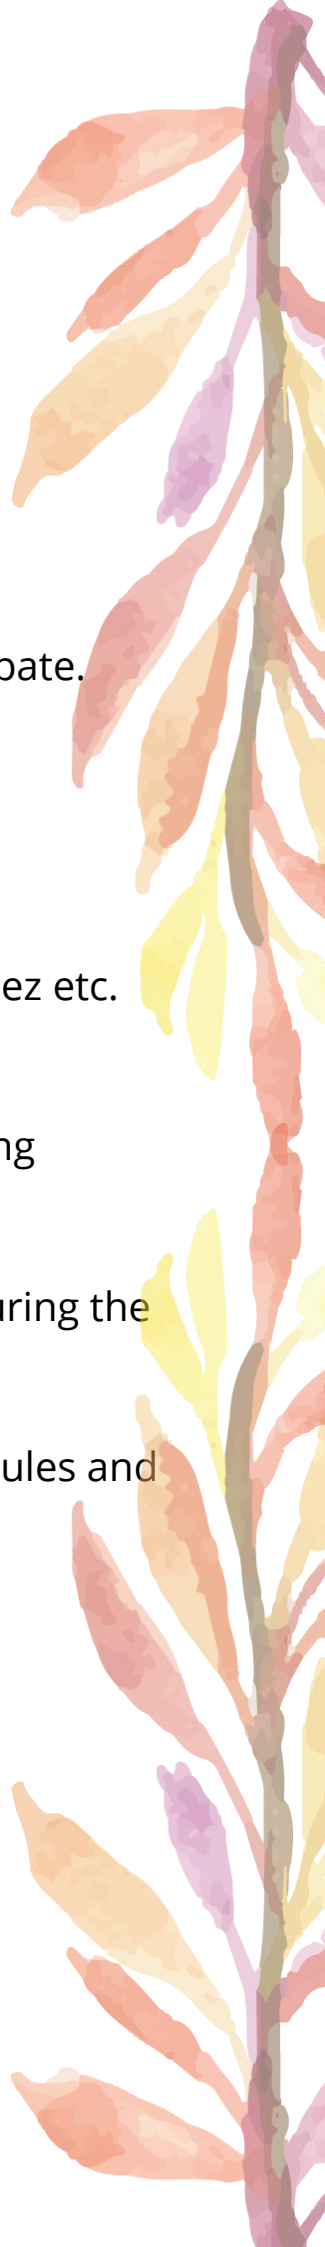 pate.
ez etc.
ng
uring the
ules and